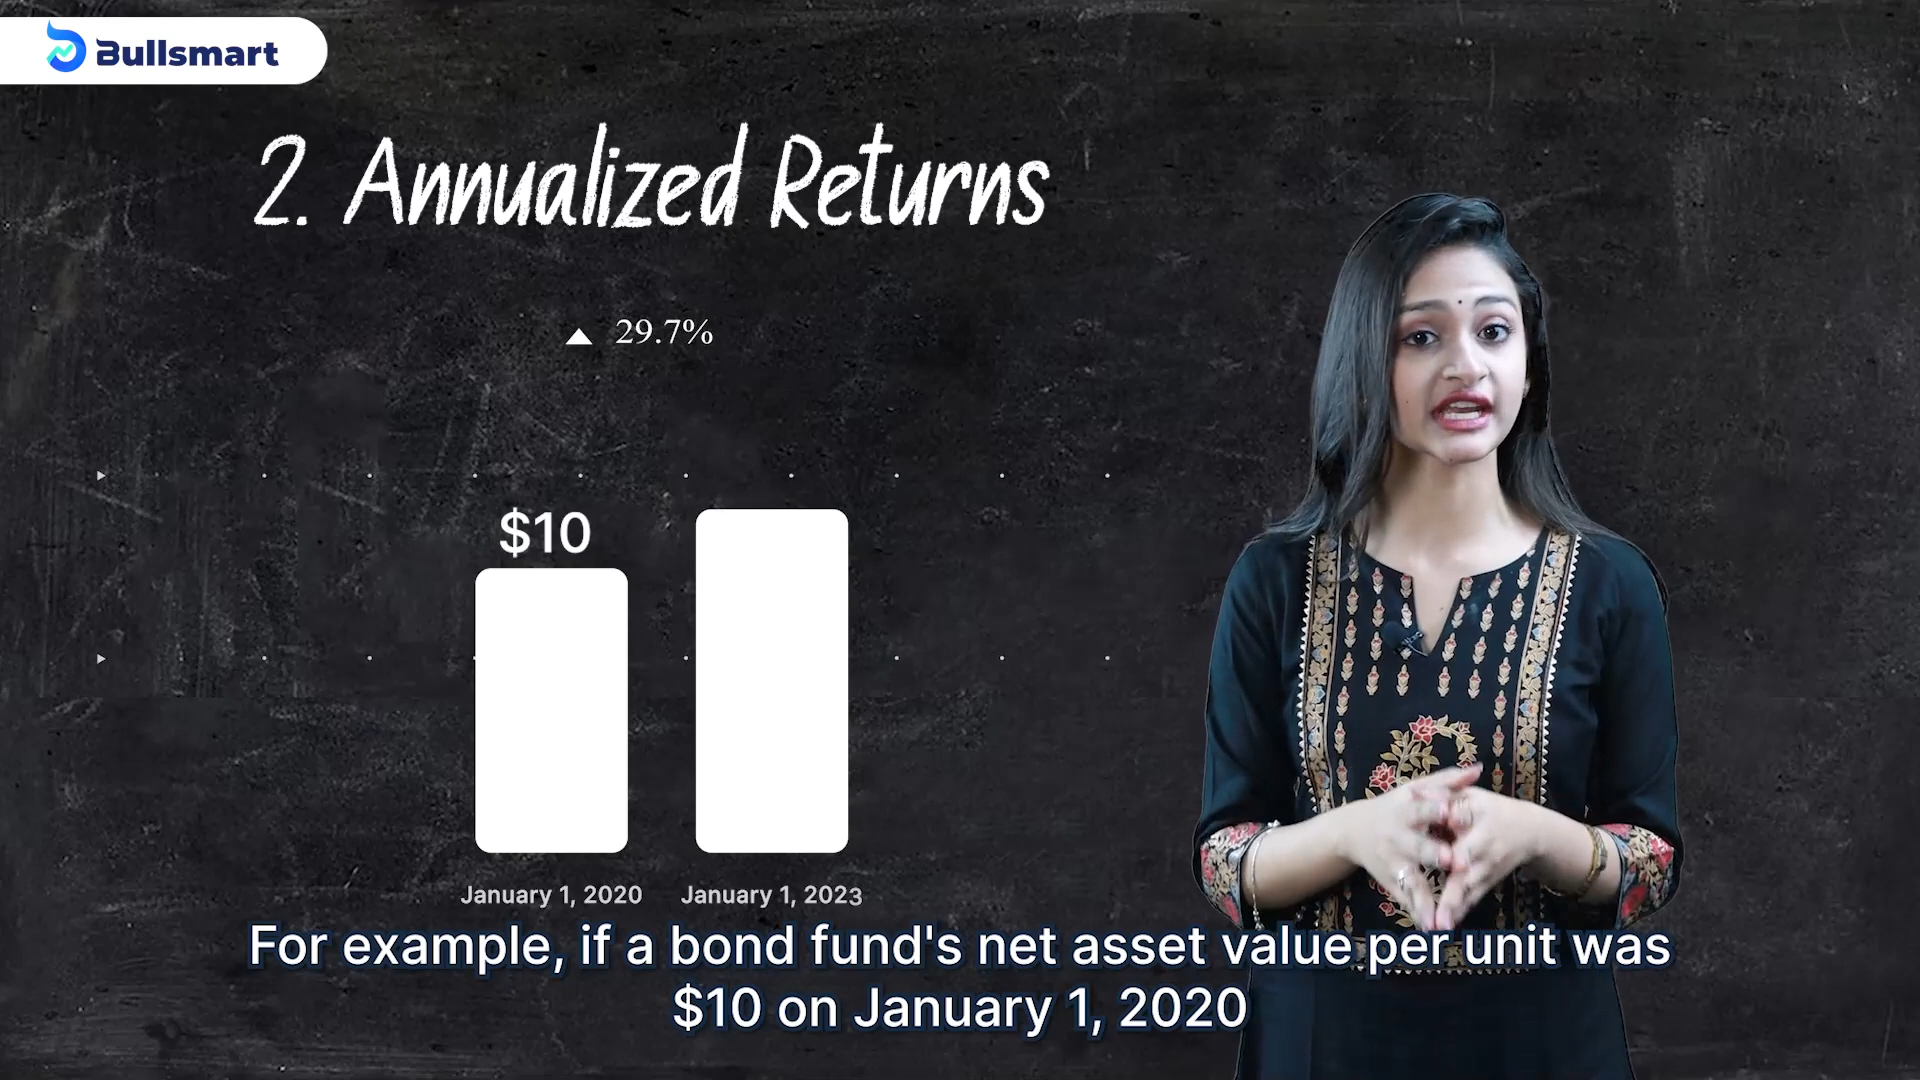 Bullsmart
2. Annualized Returns
▲ 29.7%
$10
January 1, 2020
January 1, 2023
For example, if a bond fund's net asset value per unit was
$10 on January 1, 2020